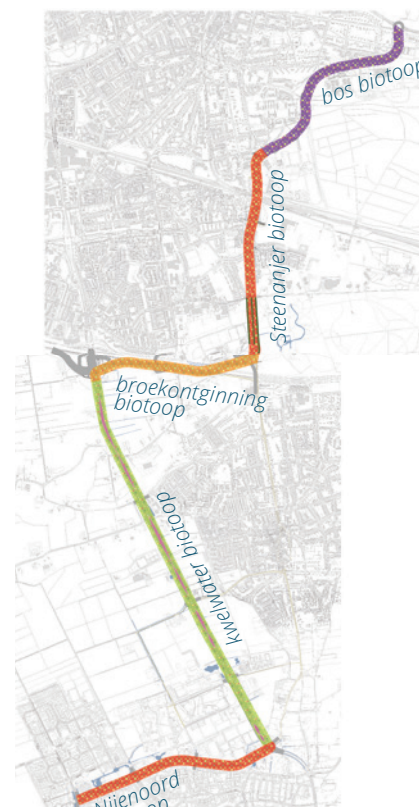 bos biotoop
Steenanjer biotoop
broekontginning
biotoop
kwelwater biotoop
Nijenoord